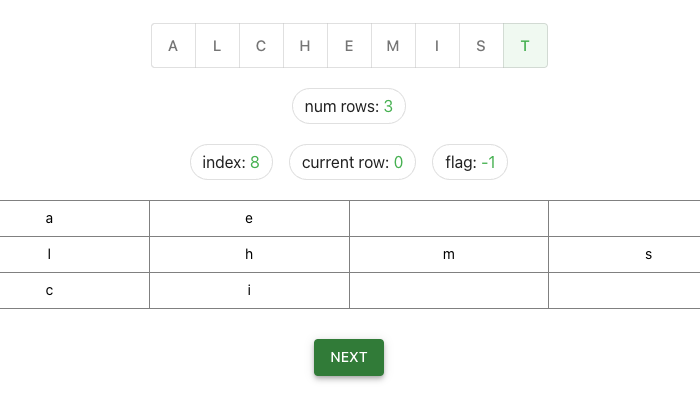 A L C H E M I S T
num rows: 3
index: 8 current row: 0 flag: -1
a e
l h m s
c i
NEXT